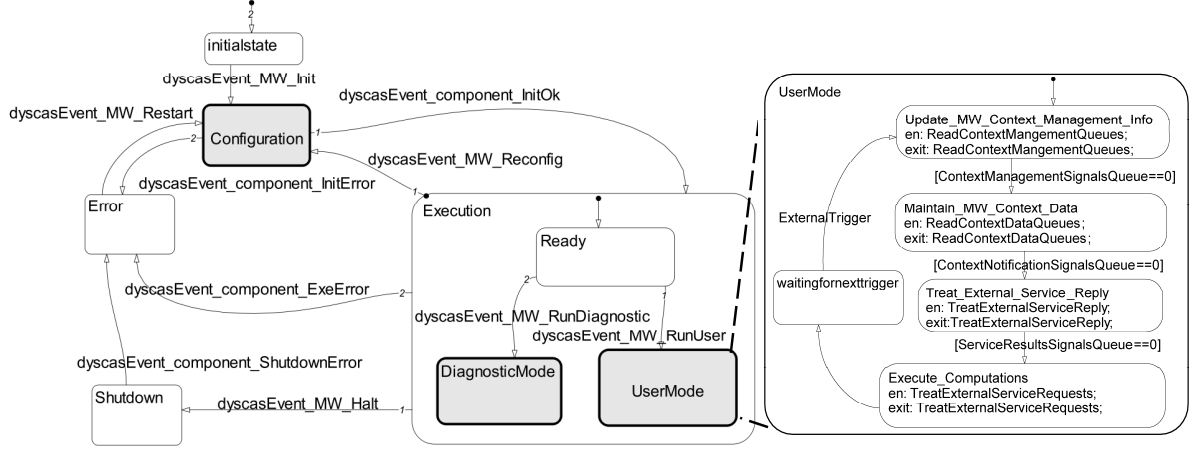 2
initialstate
dyscasEvent_MW_Init
dyscasEvent_MW_Restart
dyscasEvent_component_InitOk
Configuration
1
2
dyscasEvent_MW_Reconfig
dyscasEvent_component_InitError
1
Error
Execution
Ready
2
1
dyscasEvent_component_ExeError
2
dyscasEvent_MW_RunDiagnostic
dyscasEvent_MW_RunUser
DiagnosticMode
UserMode
dyscasEvent_component_ShutdownError
Shutdown
dyscasEvent_MW_Halt
1
UserMode
Update_MW_Context_Management_Info
en: ReadContextMangementQueues;
exit: ReadContextMangementQueues;
[ContextManagementSignalsQueue==0]
Maintain_MW_Context_Data
en: ReadContextDataQueues;
exit: ReadContextDataQueues;
ExternalTrigger
[ContextNotificationSignalsQueue==0]
waitingfornexttrigger
Treat_External_Service_Reply
en: TreatExternalServiceReply;
exit:TreatExternalServiceReply;
[ServiceResultsSignalsQueue==0]
Execute_Computations
en: TreatExternalServiceRequests;
exit: TreatExternalServiceRequests;